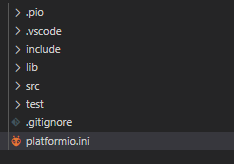 .pio
.vscode
include
lib
src
test
.gitignore
platformio.ini